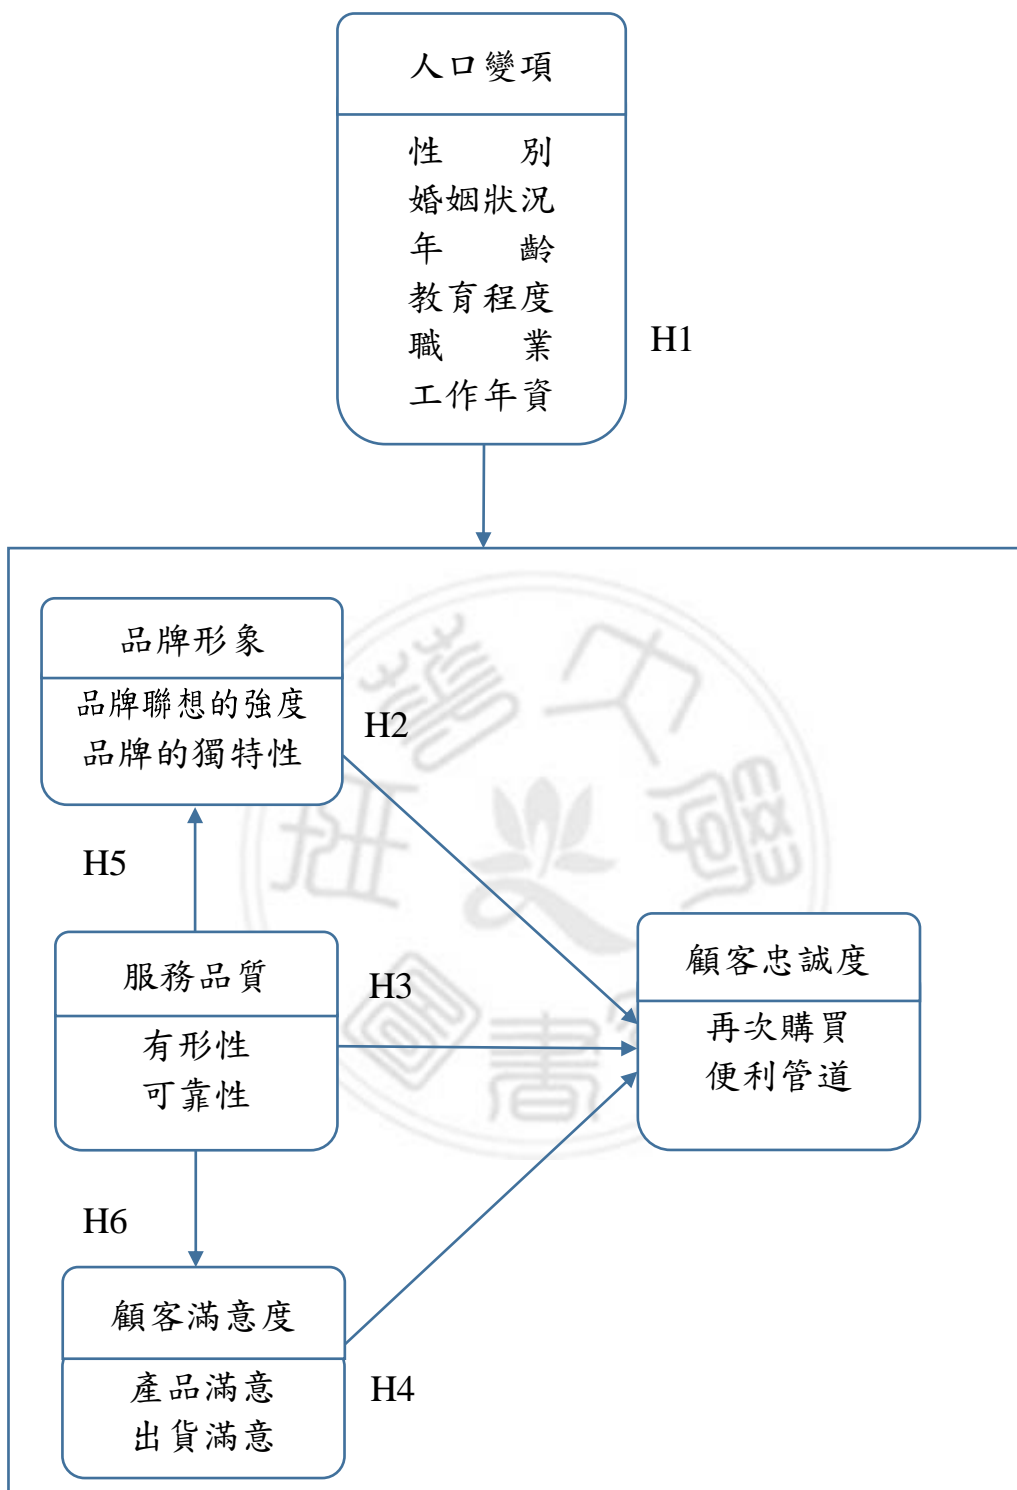 人口變項
性別
婚姻狀況
年齡
教育程度
職業
工作年資
H1
品牌形象
品牌聯想的強度
品牌的獨特性
H2
H5
服務品質
有形性
可靠性
H3
顧客忠誠度
再次購買
便利管道
H6
顧客滿意度
產品滿意
出貨滿意
H4